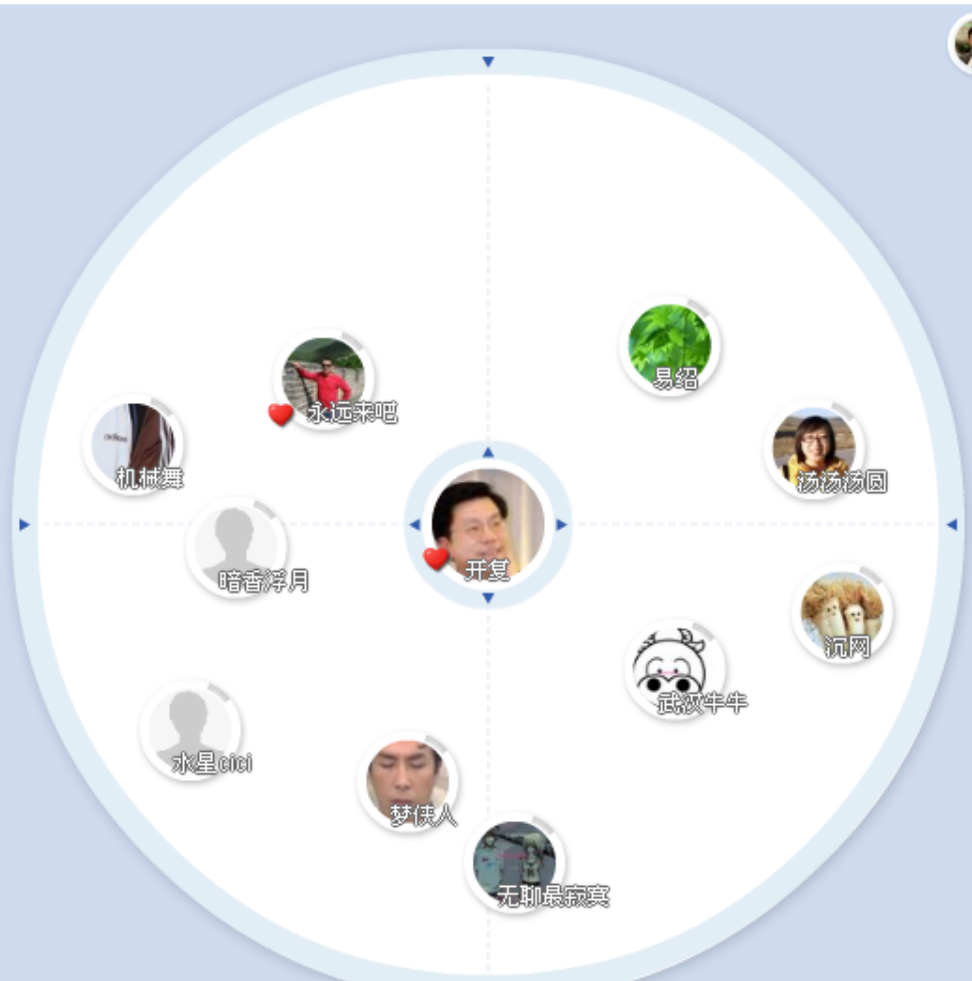 易绍
永远来吧
机械舞
汤汤汤圆
开复
暗香浮月
沉网
武汉牛牛
水星cici
梦侠人
无聊最寂寞